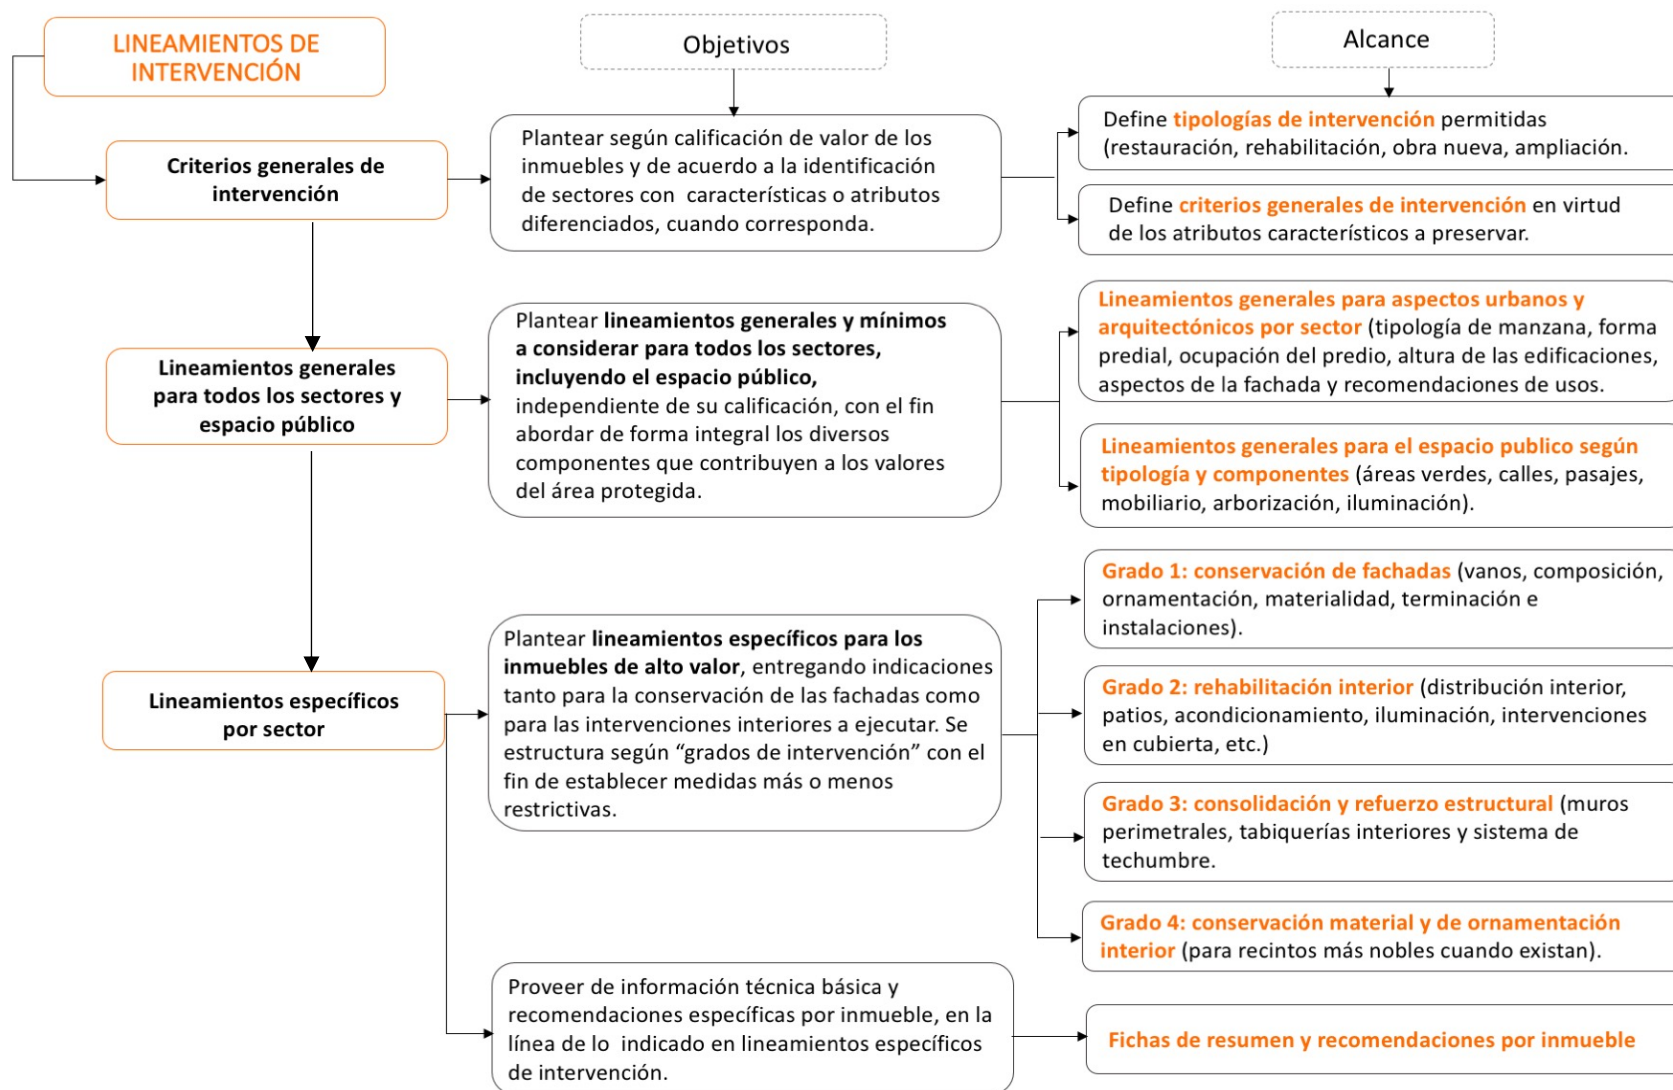 LINEAMIENTOS DE
INTERVENCIÓN
Objetivos
Alcance
Criterios generales de
intervención
Plantear según calificación de valor de los
inmuebles y de acuerdo a la identificación
de sectores con características o atributos
diferenciados, cuando corresponda.
Define tipologías de intervención permitidas
(restauración, rehabilitación, obra nueva, ampliación.
Define criterios generales de intervención en virtud
de los atributos característicos a preservar.
Lineamientos generales
para todos los sectores y
espacio público
Plantear lineamientos generales y mínimos
a considerar para todos los sectores,
incluyendo el espacio público,
independiente de su calificación, con el fin
abordar de forma integral los diversos
componentes que contribuyen a los valores
del área protegida.
Lineamientos generales para aspectos urbanos y
arquitectónicos por sector (tipología de manzana, forma
predial, ocupación del predio, altura de las edificaciones,
aspectos de la fachada y recomendaciones de usos.
Lineamientos generales para el espacio publico según
tipología y componentes (áreas verdes, calles, pasajes,
mobiliario, arborización, iluminación).
Lineamientos específicos
por sector
Plantear lineamientos específicos para los
inmuebles de alto valor, entregando indicaciones
tanto para la conservación de las fachadas como
para las intervenciones interiores a ejecutar. Se
estructura según “grados de intervención” con el
fin de establecer medidas más o menos
restrictivas.
Grado 1: conservación de fachadas (vanos, composición,
ornamentación, materialidad, terminación e
instalaciones).
Grado 2: rehabilitación interior (distribución interior,
patios, acondicionamiento, iluminación, intervenciones
en cubierta, etc.)
Grado 3: consolidación y refuerzo estructural (muros
perimetrales, tabiquerías interiores y sistema de
techumbre.
Grado 4: conservación material y de ornamentación
interior (para recintos más nobles cuando existan).
Proveer de información técnica básica y
recomendaciones específicas por inmueble, en la
línea de lo indicado en lineamientos específicos
de intervención.
Fichas de resumen y recomendaciones por inmueble